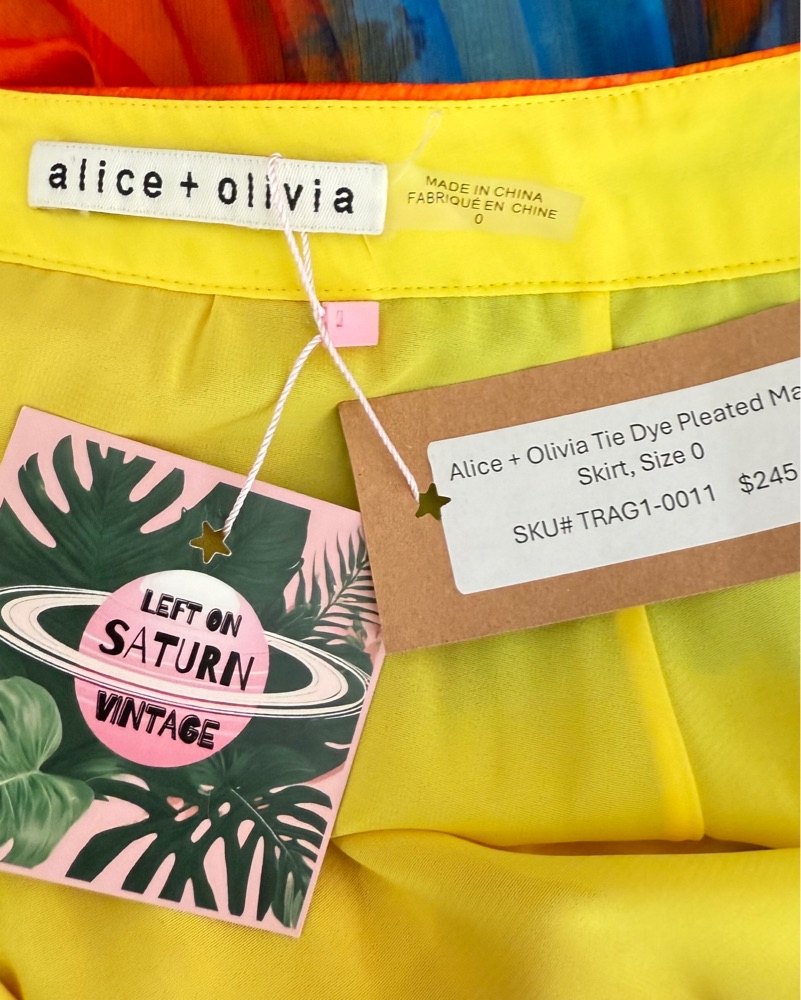 alice + olivia
MADE IN CHINA
FABRIQUÉ EN CHINE
0
Alice + Olivia Tie Dye Pleated Ma
Skirt, Size 0
SKU# TRAG1-0011 $245
LEFT ON
SATURN
VINTAGE